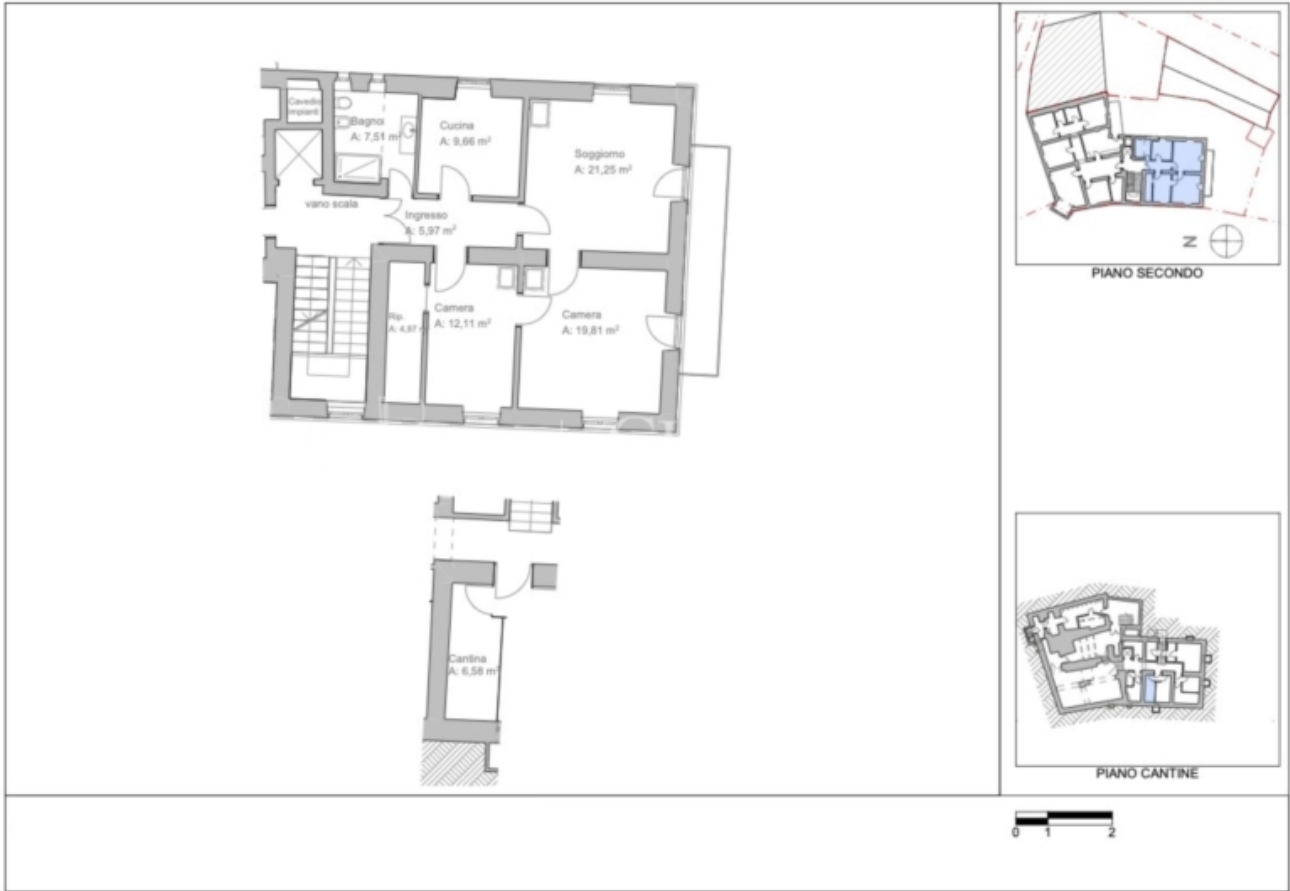 Cavedio
impianti
Bagno
A: 7,51 m²
Cucina
A: 9,66 m²
Soggiorno
A: 21,25 m²
vano scala
Ingresso
A: 5,97 m²
Rip.
A: 4,97
Camera
A: 12,11 m²
Camera
A: 19,81 m²
Cantina
A: 6,58 m²
N
PIANO SECONDO
PIANO CANTINE
0 1 2